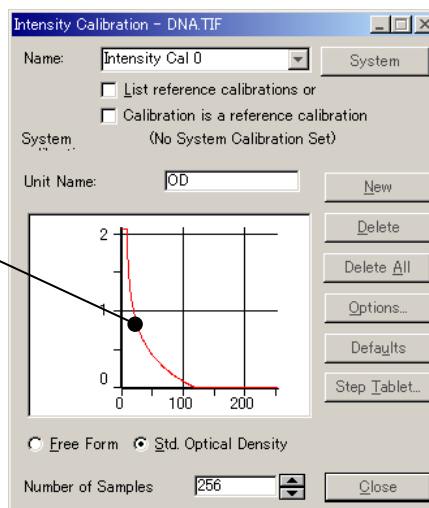 Intensity Calibration - DNA.TIF
Name:
Intensity Cal 0
System
List reference calibrations or
Calibration is a reference calibration
System
(No System Calibration Set)
Unit Name:
OD
New
Delete
Delete All
Options...
Defaults
Step Tablet...
2
1
0
0 100 200
Free Form
Std. Optical Density
Number of Samples
256
Close